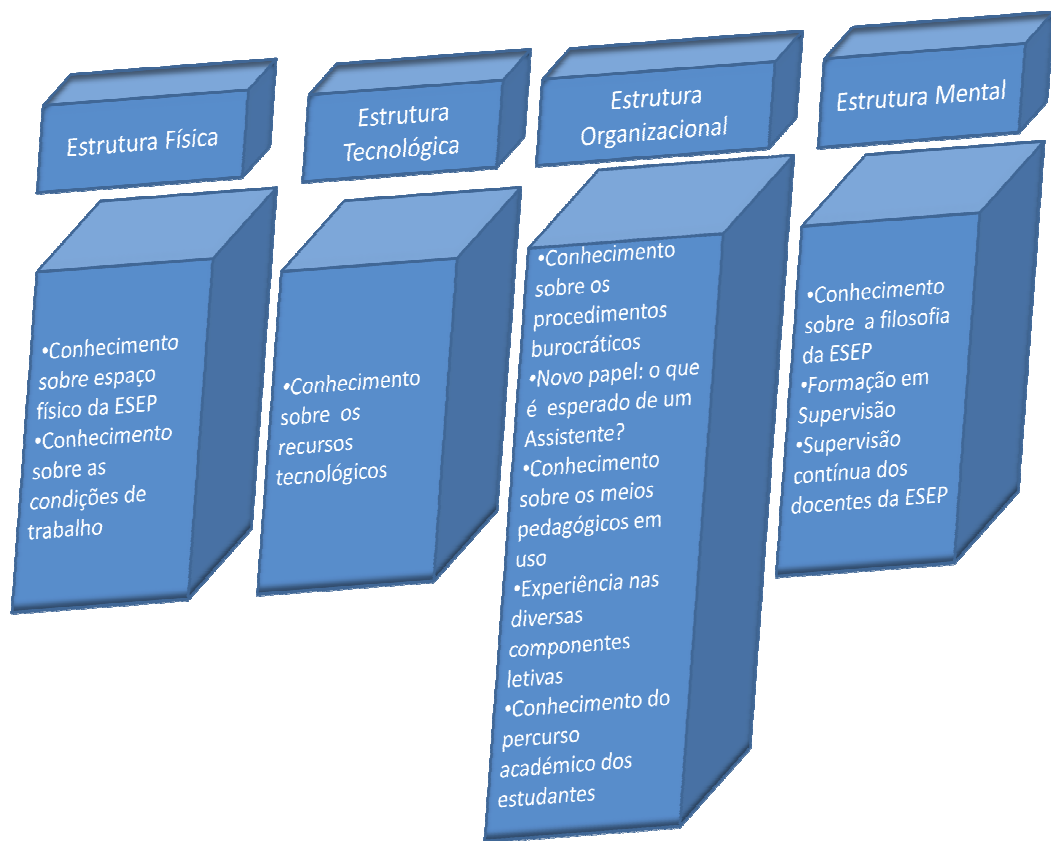 Estrutura Física
•Conhecimento
sobre espaço
físico da ESEP
•Conhecimento
sobre as
condições de
trabalho
Estrutura
Tecnológica
•Conhecimento
sobre os
recursos
tecnológicos
Estrutura
Organizacional
•Conhecimento
sobre os
procedimentos
burocráticos
•Novo papel: o que
é esperado de um
Assistente?
•Conhecimento
sobre os meios
pedagógicos em
uso
•Experiência nas
diversas
componentes
letivas
•Conhecimento do
percurso
académico dos
estudantes
Estrutura Mental
•Conhecimento
sobre a filosofia
da ESEP
•Formação em
Supervisão
•Supervisão
contínua dos
docentes da ESEP